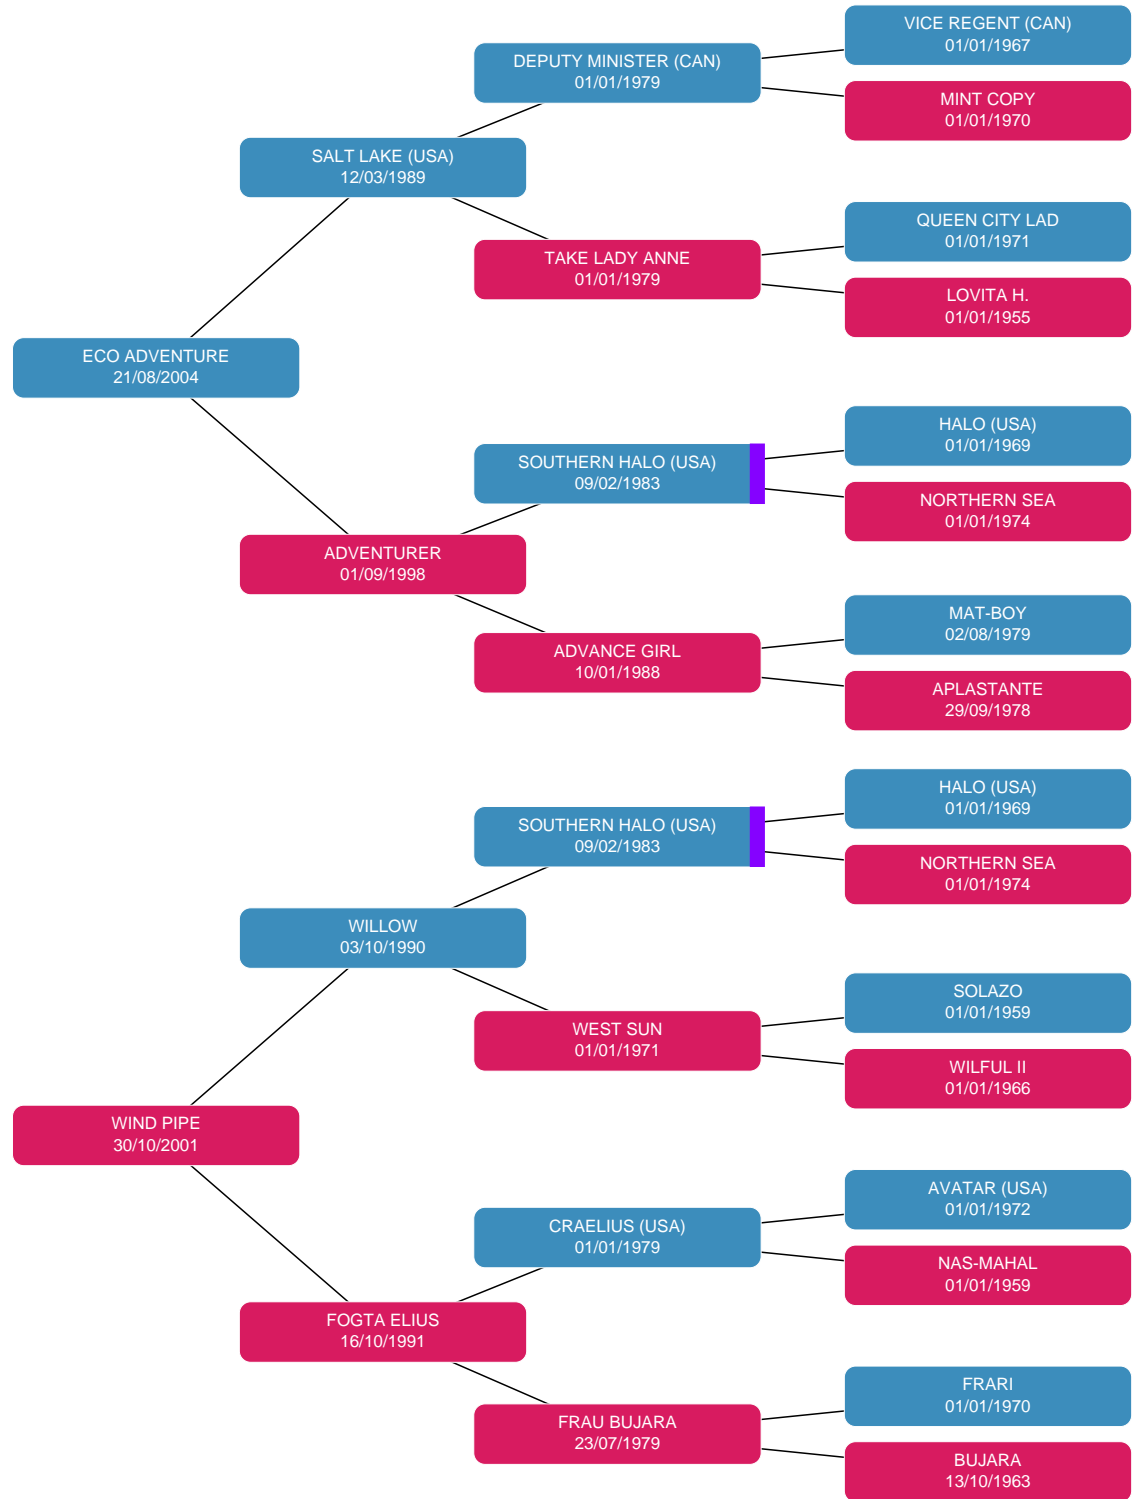 VICE REGENT (CAN)
01/01/1967
DEPUTY MINISTER (CAN)
01/01/1979
MINT COPY
01/01/1970
SALT LAKE (USA)
12/03/1989
QUEEN CITY LAD
01/01/1971
TAKE LADY ANNE
01/01/1979
LOVITA H.
01/01/1955
ECO ADVENTURE
21/08/2004
HALO (USA)
01/01/1969
SOUTHERN HALO (USA)
09/02/1983
NORTHERN SEA
01/01/1974
ADVENTURER
01/09/1998
MAT-BOY
02/08/1979
ADVANCE GIRL
10/01/1988
APLASTANTE
29/09/1978
HALO (USA)
01/01/1969
SOUTHERN HALO (USA)
09/02/1983
NORTHERN SEA
01/01/1974
WILLOW
03/10/1990
SOLAZO
01/01/1959
WEST SUN
01/01/1971
WILFUL II
01/01/1966
WIND PIPE
30/10/2001
AVATAR (USA)
01/01/1972
CRAELIUS (USA)
01/01/1979
NAS-MAHAL
01/01/1959
FOGTA ELIUS
16/10/1991
FRARI
01/01/1970
FRAU BUJARA
23/07/1979
BUJARA
13/10/1963